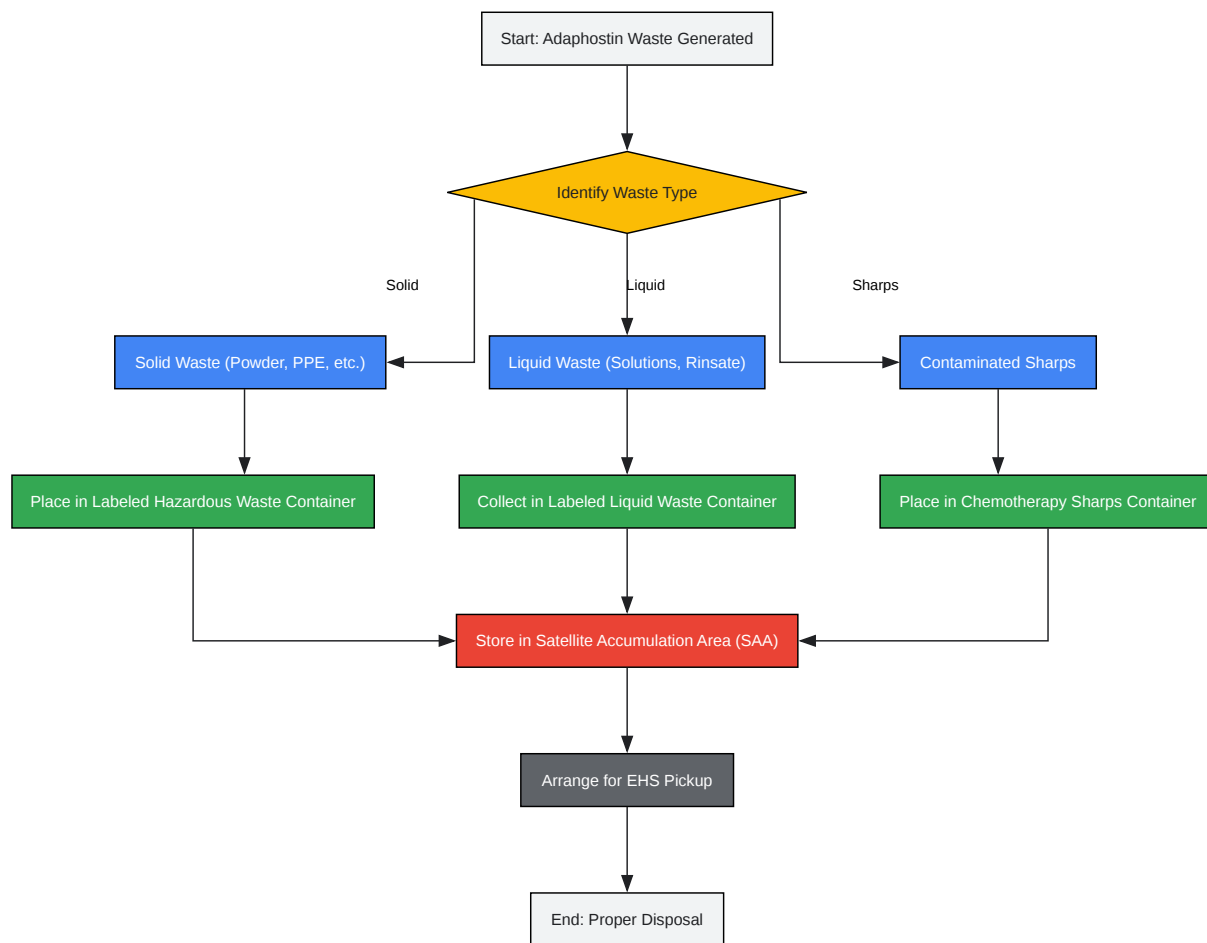 Start: Adaphostin Waste Generated
Identify Waste Type
Solid
Liquid
Sharps
Solid Waste (Powder, PPE, etc.)
Liquid Waste (Solutions, Rinsate)
Contaminated Sharps
Place in Labeled Hazardous Waste Container
Collect in Labeled Liquid Waste Container
Place in Chemotherapy Sharps Container
Store in Satellite Accumulation Area (SAA)
Arrange for EHS Pickup
End: Proper Disposal